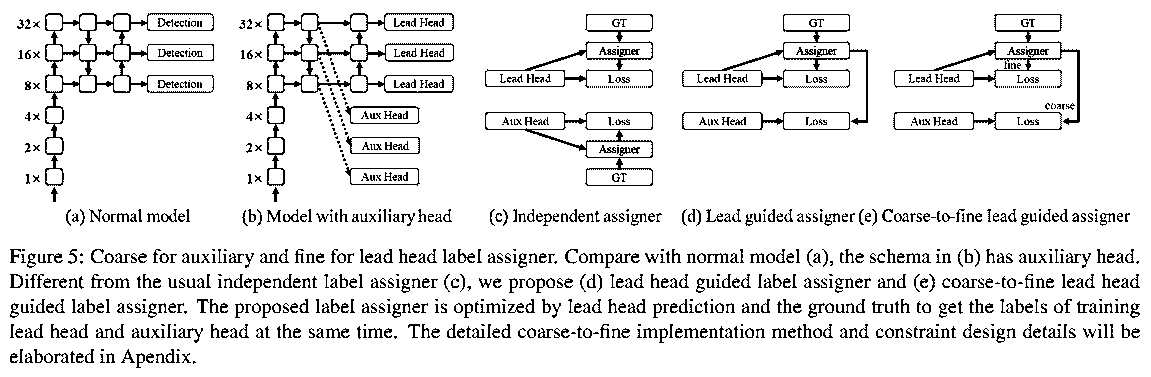 32× Detection
16× Detection
8× Detection
4×
2×
1×
(a) Normal model
32× Lead Head
16× Lead Head
8× Lead Head
4× Aux Head
2× Aux Head
1× Aux Head
(b) Model with auxiliary head
GT
Assigner
Lead Head Loss
Aux Head Loss
Assigner
GT
(c) Independent assigner
GT
Assigner
Lead Head Loss
Aux Head Loss
(d) Lead guided assigner
GT
Assigner
fine
Lead Head Loss
coarse
Aux Head Loss
(e) Coarse-to-fine lead guided assigner
Figure 5: Coarse for auxiliary and fine for lead head label assigner. Compare with normal model (a), the schema in (b) has auxiliary head.
Different from the usual independent label assigner (c), we propose (d) lead head guided label assigner and (e) coarse-to-fine lead head
guided label assigner. The proposed label assigner is optimized by lead head prediction and the ground truth to get the labels of training
lead head and auxiliary head at the same time. The detailed coarse-to-fine implementation method and constraint design details will be
elaborated in Apendix.